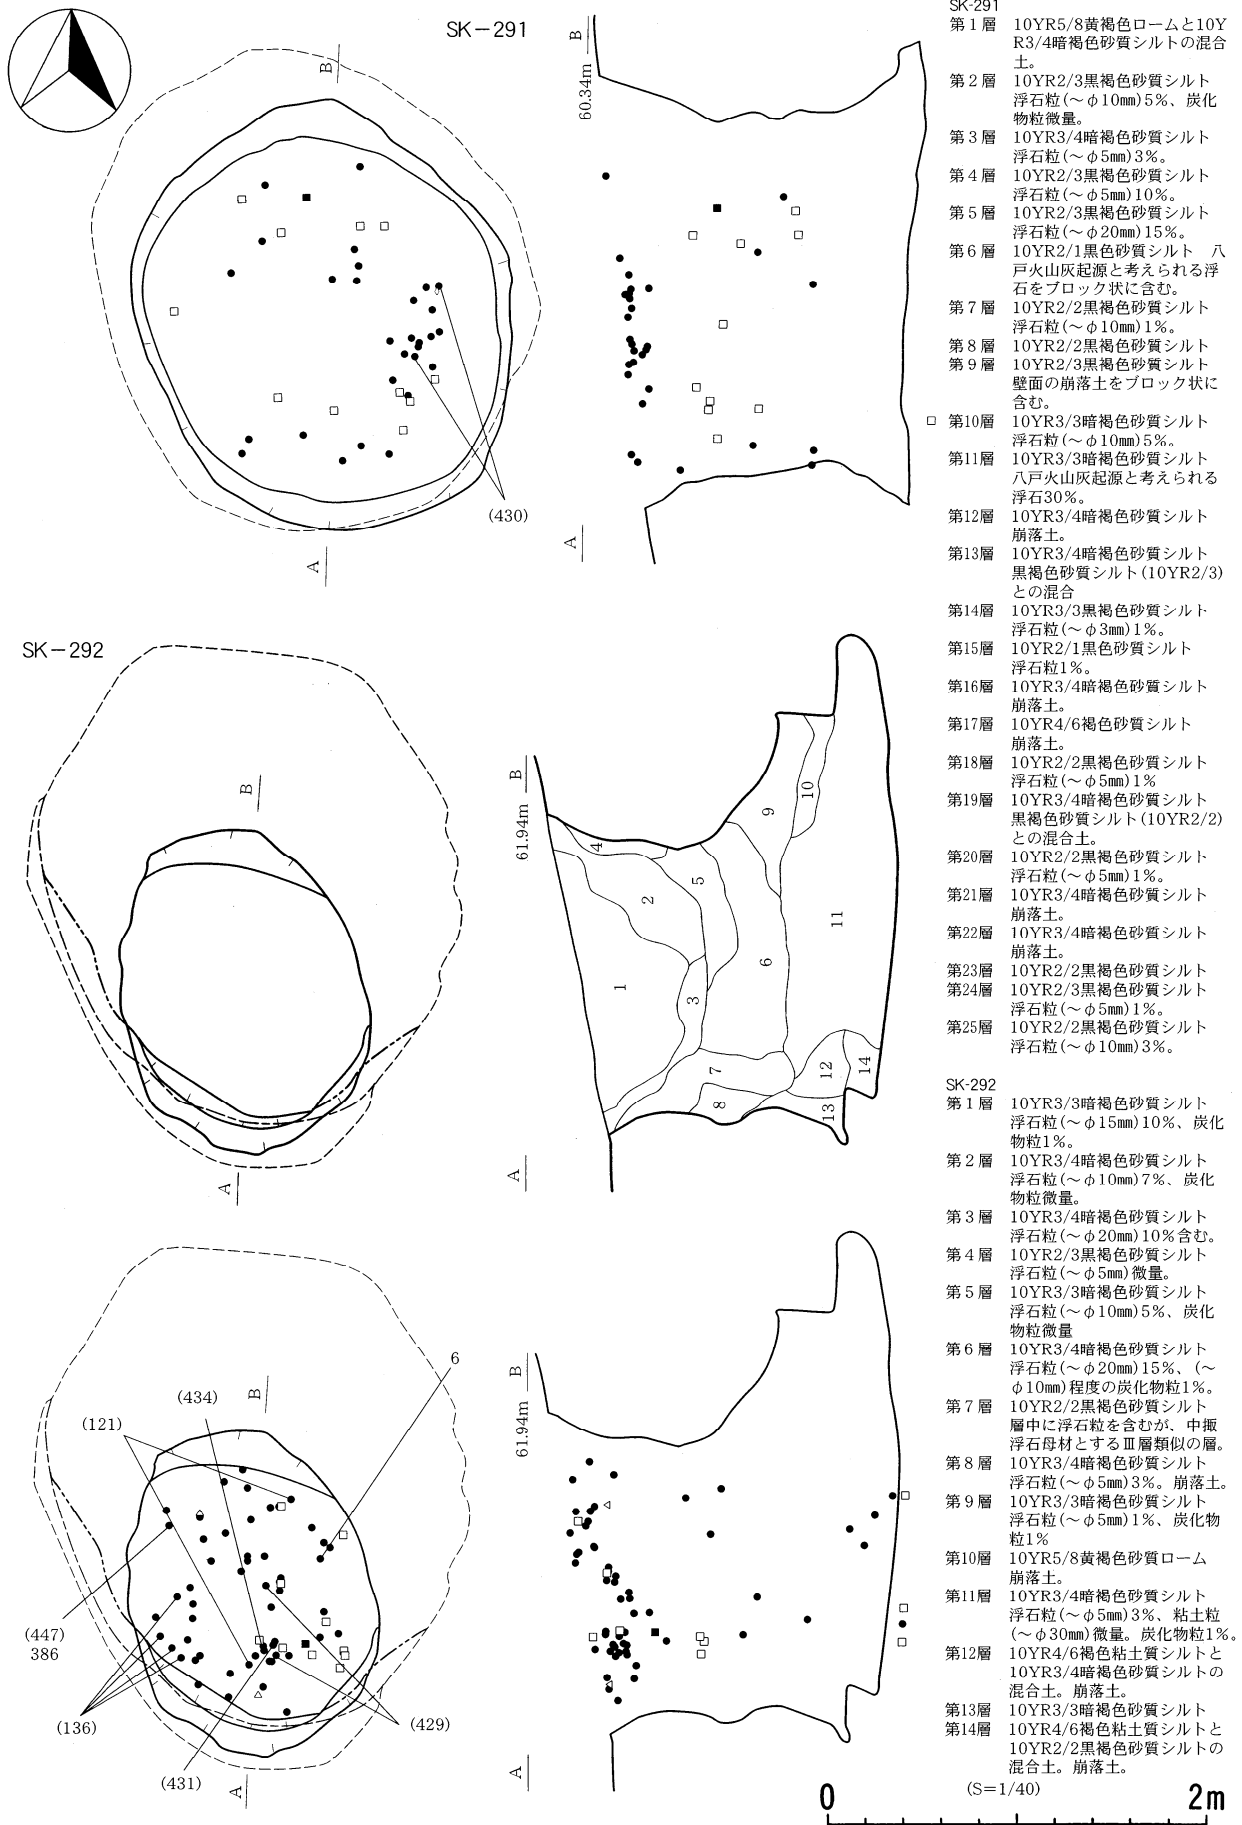 SK－291
B
A
B
60.34m
A
(430)
SK－292
B
A
B
61.94m
A
1
2
3
4
5
6
7
8
9
10
11
12
13
14
6
(434)
(121)
B
(447)
386
(136)
(431)
(429)
A
B
61.94m
A
SK-291
第1層 10YR5/8黄褐色ロームと10Y
R3/4暗褐色砂質シルトの混合
土。
第2層 10YR2/3黒褐色砂質シルト
浮石粒(～φ10㎜)5%、炭化
物粒微量。
第3層 10YR3/4暗褐色砂質シルト
浮石粒(～φ5㎜)3%。
第4層 10YR2/3黒褐色砂質シルト
浮石粒(～φ5㎜)10%。
第5層 10YR2/3黒褐色砂質シルト
浮石粒(～φ20㎜)15%。
第6層 10YR2/1黒色砂質シルト 八
戸火山灰起源と考えられる浮
石をブロック状に含む。
第7層 10YR2/2黒褐色砂質シルト
浮石粒(～φ10㎜)1%。
第8層 10YR2/2黒褐色砂質シルト
第9層 10YR2/3黒褐色砂質シルト
壁面の崩落土をブロック状に
含む。
第10層 10YR3/3暗褐色砂質シルト
浮石粒(～φ10㎜)5%。
第11層 10YR3/3暗褐色砂質シルト
八戸火山灰起源と考えられる
浮石30%。
第12層 10YR3/4暗褐色砂質シルト
崩落土。
第13層 10YR3/4暗褐色砂質シルト
黒褐色砂質シルト(10YR2/3)
との混合
第14層 10YR3/3黒褐色砂質シルト
浮石粒(～φ3㎜)1%。
第15層 10YR2/1黒色砂質シルト
浮石粒1%。
第16層 10YR3/4暗褐色砂質シルト
崩落土。
第17層 10YR4/6褐色砂質シルト
崩落土。
第18層 10YR2/2黒褐色砂質シルト
浮石粒(～φ5㎜)1%
第19層 10YR3/4暗褐色砂質シルト
黒褐色砂質シルト(10YR2/2)
との混合土。
第20層 10YR2/2黒褐色砂質シルト
浮石粒(～φ5㎜)1%。
第21層 10YR3/4暗褐色砂質シルト
崩落土。
第22層 10YR3/4暗褐色砂質シルト
崩落土。
第23層 10YR2/2黒褐色砂質シルト
第24層 10YR2/3黒褐色砂質シルト
浮石粒(～φ5㎜)1%。
第25層 10YR2/2黒褐色砂質シルト
浮石粒(～φ10㎜)3%。
SK-292
第1層 10YR3/3暗褐色砂質シルト
浮石粒(～φ15㎜)10%、炭化
物粒1%。
第2層 10YR3/4暗褐色砂質シルト
浮石粒(～φ10㎜)7%、炭化
物粒微量。
第3層 10YR3/4暗褐色砂質シルト
浮石粒(～φ20㎜)10%含む。
第4層 10YR2/3黒褐色砂質シルト
浮石粒(～φ5㎜)微量。
第5層 10YR3/3暗褐色砂質シルト
浮石粒(～φ10㎜)5%、炭化
物粒微量
第6層 10YR3/4暗褐色砂質シルト
浮石粒(～φ20㎜)15%、(～
φ10㎜)程度の炭化物粒1%。
第7層 10YR2/2黒褐色砂質シルト
層中に浮石粒を含むが、中掫
浮石母材とするⅢ層類似の層。
第8層 10YR3/4暗褐色砂質シルト
浮石粒(～φ5㎜)3%。崩落土。
第9層 10YR3/3暗褐色砂質シルト
浮石粒(～φ5㎜)1%、炭化物
粒1%
第10層 10YR5/8黄褐色砂質ローム
崩落土。
第11層 10YR3/4暗褐色砂質シルト
浮石粒(～φ5㎜)3%、粘土粒
(～φ30㎜)微量。炭化物粒1%。
第12層 10YR4/6褐色粘土質シルトと
10YR3/4暗褐色砂質シルトの
混合土。崩落土。
第13層 10YR3/3暗褐色砂質シルト
第14層 10YR4/6褐色粘土質シルトと
10YR2/2黒褐色砂質シルトの
混合土。崩落土。
(S=1/40)
0 2m